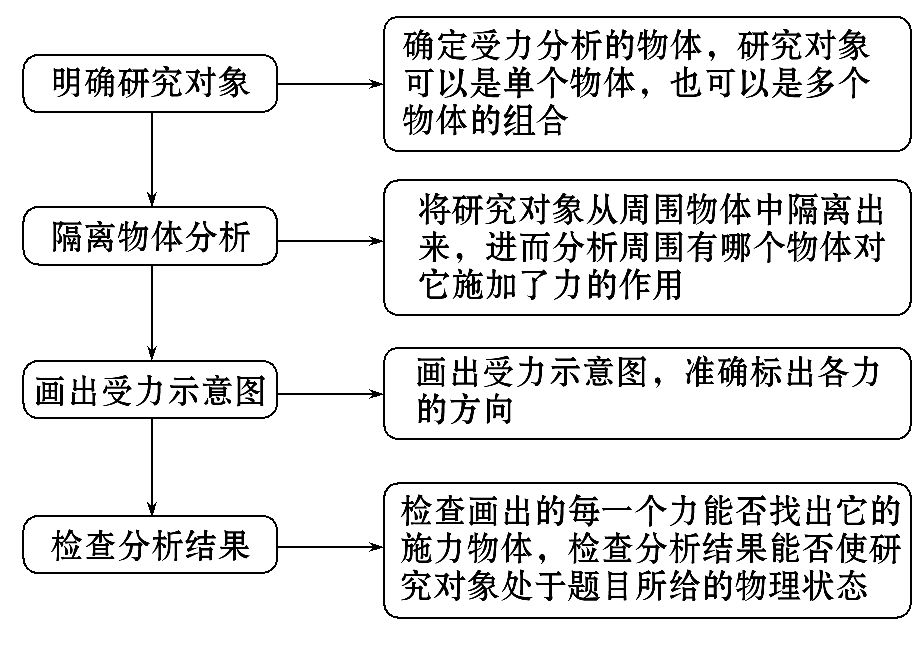 明确研究对象
确定受力分析的物体，研究对象
可以是单个物体，也可以是多个
物体的组合
隔离物体分析
将研究对象从周围物体中隔离出
来，进而分析周围有哪个物体对
它施加了力的作用
画出受力示意图
画出受力示意图，准确标出各力
的方向
检查分析结果
检查画出的每一个力能否找出它的
施力物体，检查分析结果能否使研
究对象处于题目所给的物理状态